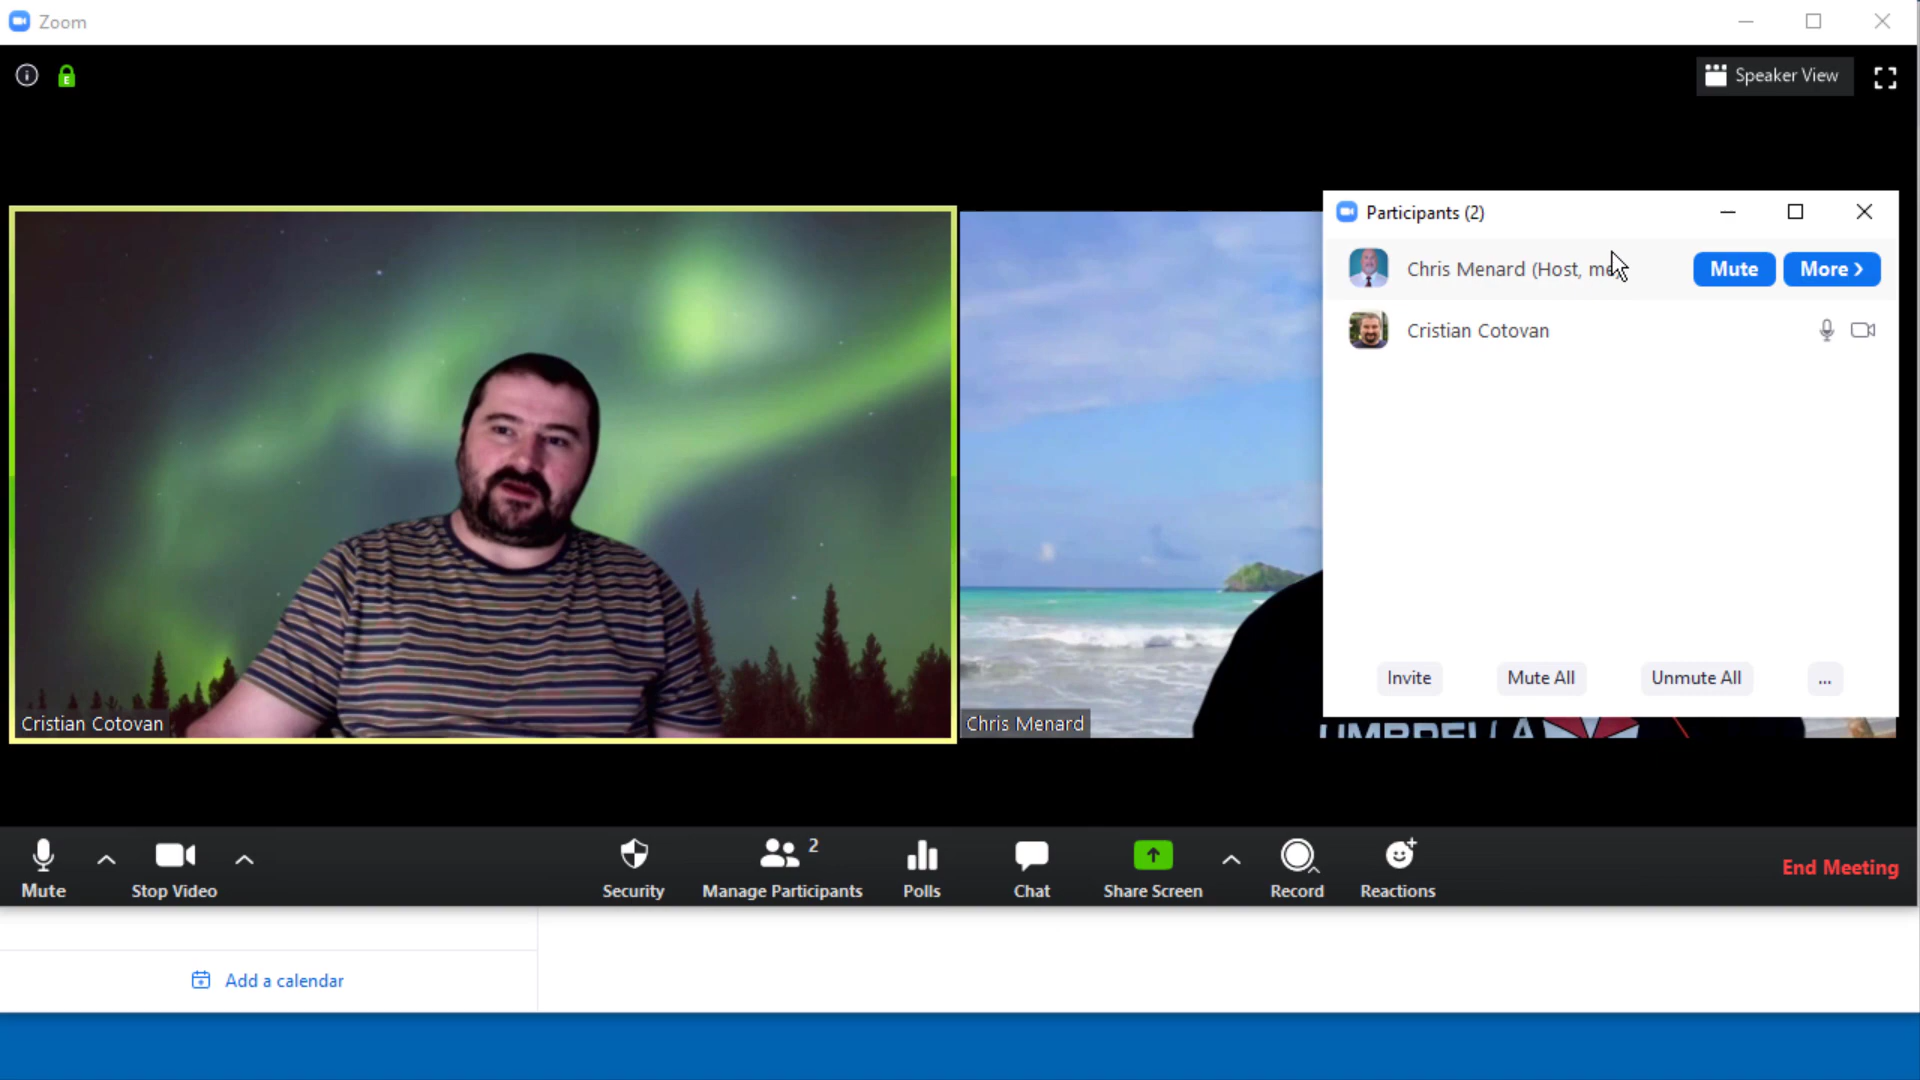 Zoom
Speaker View
Participants (2)
Chris Menard (Host, me
Mute
More
Cristian Cotovan
Invite
Mute All
Unmute All
...
Cristian Cotovan
Chris Menard
UMBRELLA
2
Mute
Stop Video
Security
Manage Participants
Polls
Chat
Share Screen
Record
Reactions
End Meeting
Add a calendar